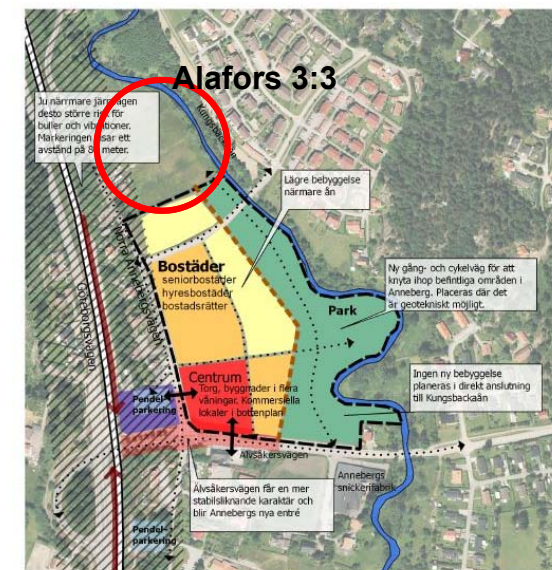 Alafors 3:3
Ju närmare järnvägen
desto större risk för
buller och vibrationer.
Markeringen visar ett
avstånd på 80 meter.
Lägre bebyggelse
närmare ån
Bostäder
seniorbostäder
hyresbostäder
bostadsrätter
Park
Ny gång- och cykelväg för att
knyta ihop befintliga områden i
Anneberg. Placeras där det
är geotekniskt möjligt.
Göteborgsvägen
Centrum
Torg, byggnader i flera
våningar. Kommersiella
lokaler i bottenplan
Pendel-
parkering
Ingen ny bebyggelse
planeras i direkt anslutning
till Kungsbackaån
Älvsåkersvägen
Annebergs
snickerifabrik
Älvsåkersvägen får en mer
stabilsliknande karaktär och
blir Annebergs nya entré
Pendel-
parkering